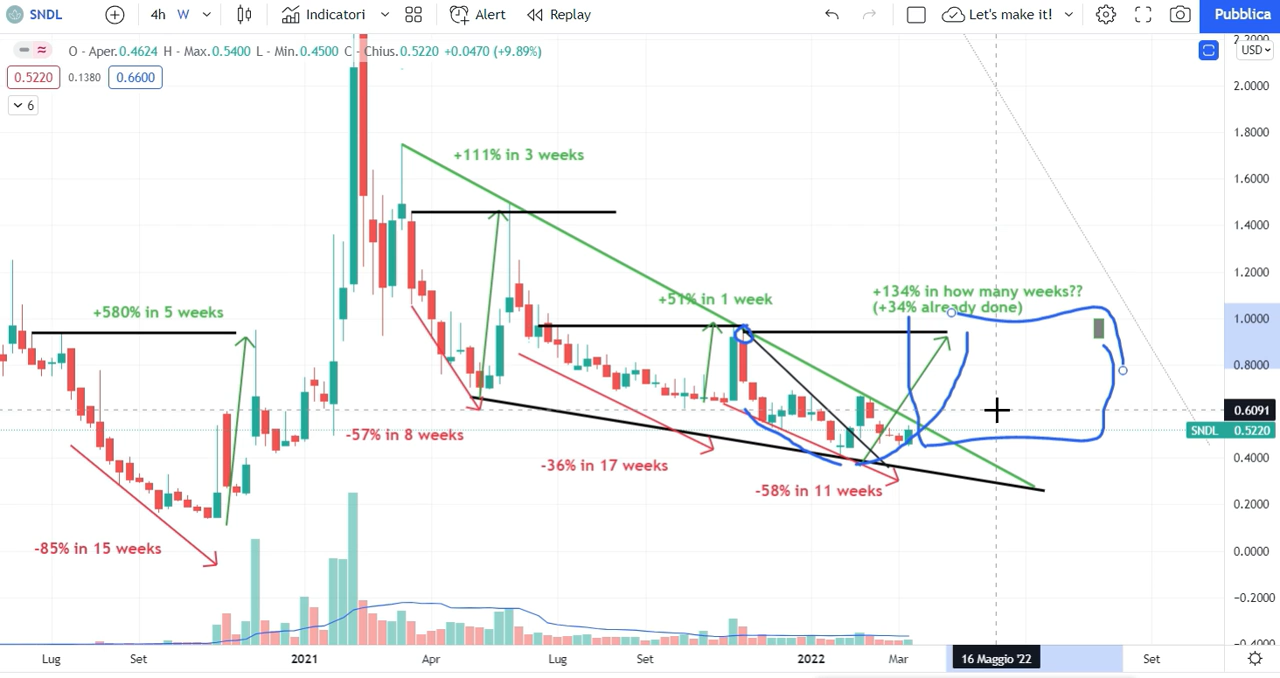 SNDL 4h W Indicatori Alert Replay Let's make it! Pubblica
O - Aper.0.4624 H - Max.0.5400 L - Min.0.4500 C - Chius.0.5220 +0.0470 (+9.89%)
0.5220 0.1380 0.6600
6
USD
2.2000
2.0000
1.8000
1.6000
1.4000
1.2000
1.0000
0.8000
0.6091
SNDL 0.5220
0.4000
0.2000
0.0000
-0.2000
-0.4000
+111% in 3 weeks
+580% in 5 weeks
+51% in 1 week
+134% in how many weeks??
(+34% already done)
-57% in 8 weeks
-36% in 17 weeks
-58% in 11 weeks
-85% in 15 weeks
Lug Set 2021 Apr Lug Set 2022 Mar 16 Maggio '22 Set